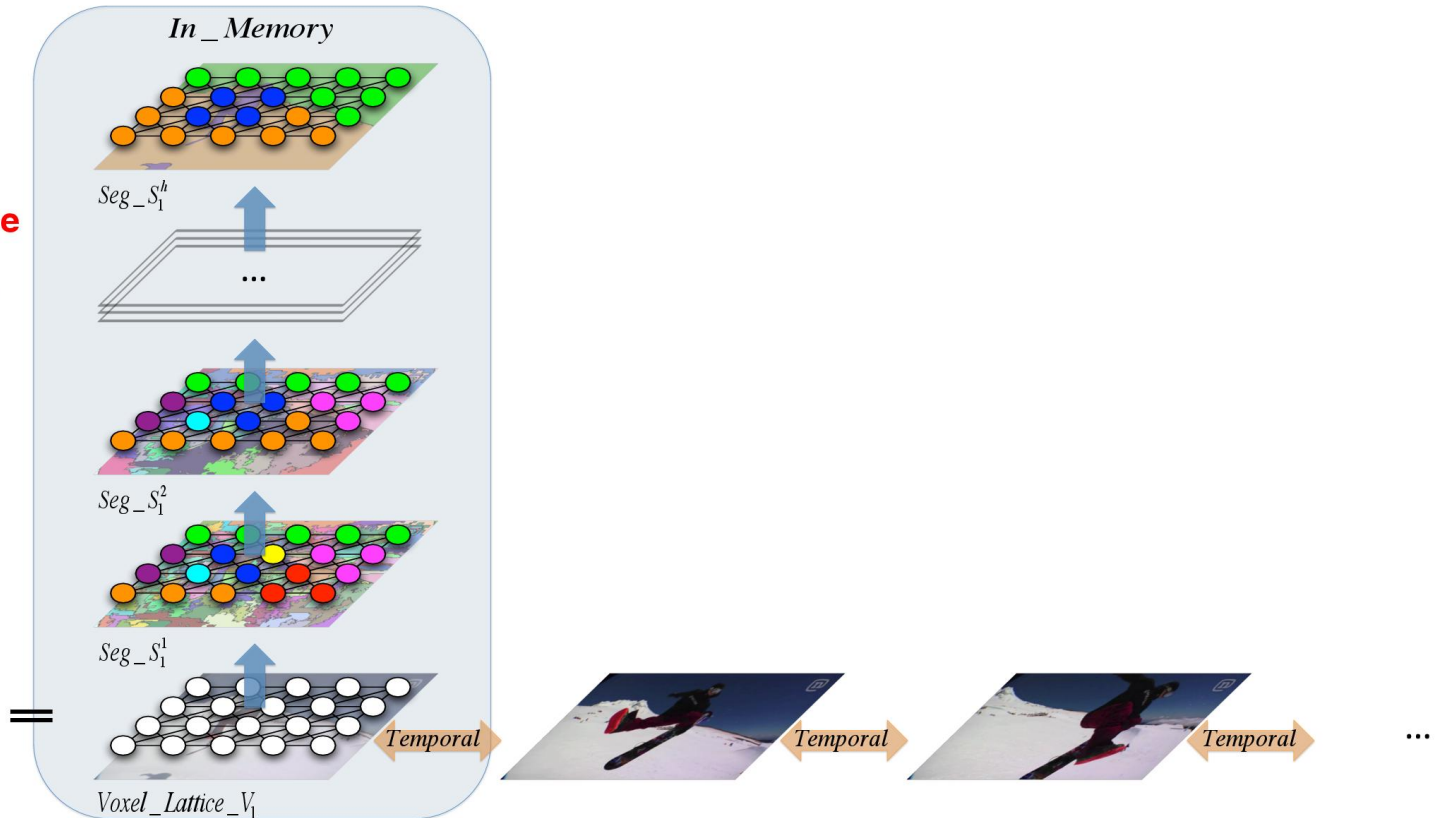 In_Memory
Seg_S₁ʰ
e
...
Seg_S₁²
Seg_S₁¹
=
Temporal
Temporal
Temporal
...
Voxel_Lattice_V₁